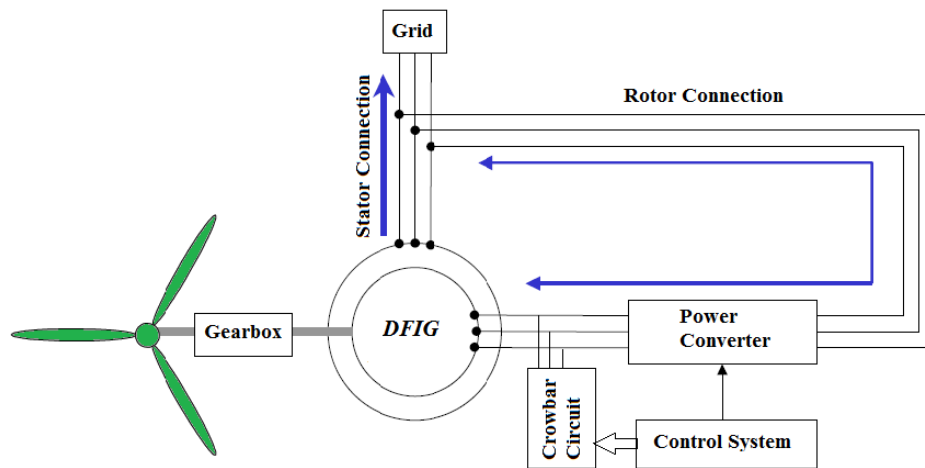 Grid
Stator Connection
Rotor Connection
Gearbox
DFIG
Power
Converter
Crowbar
Circuit
Control System